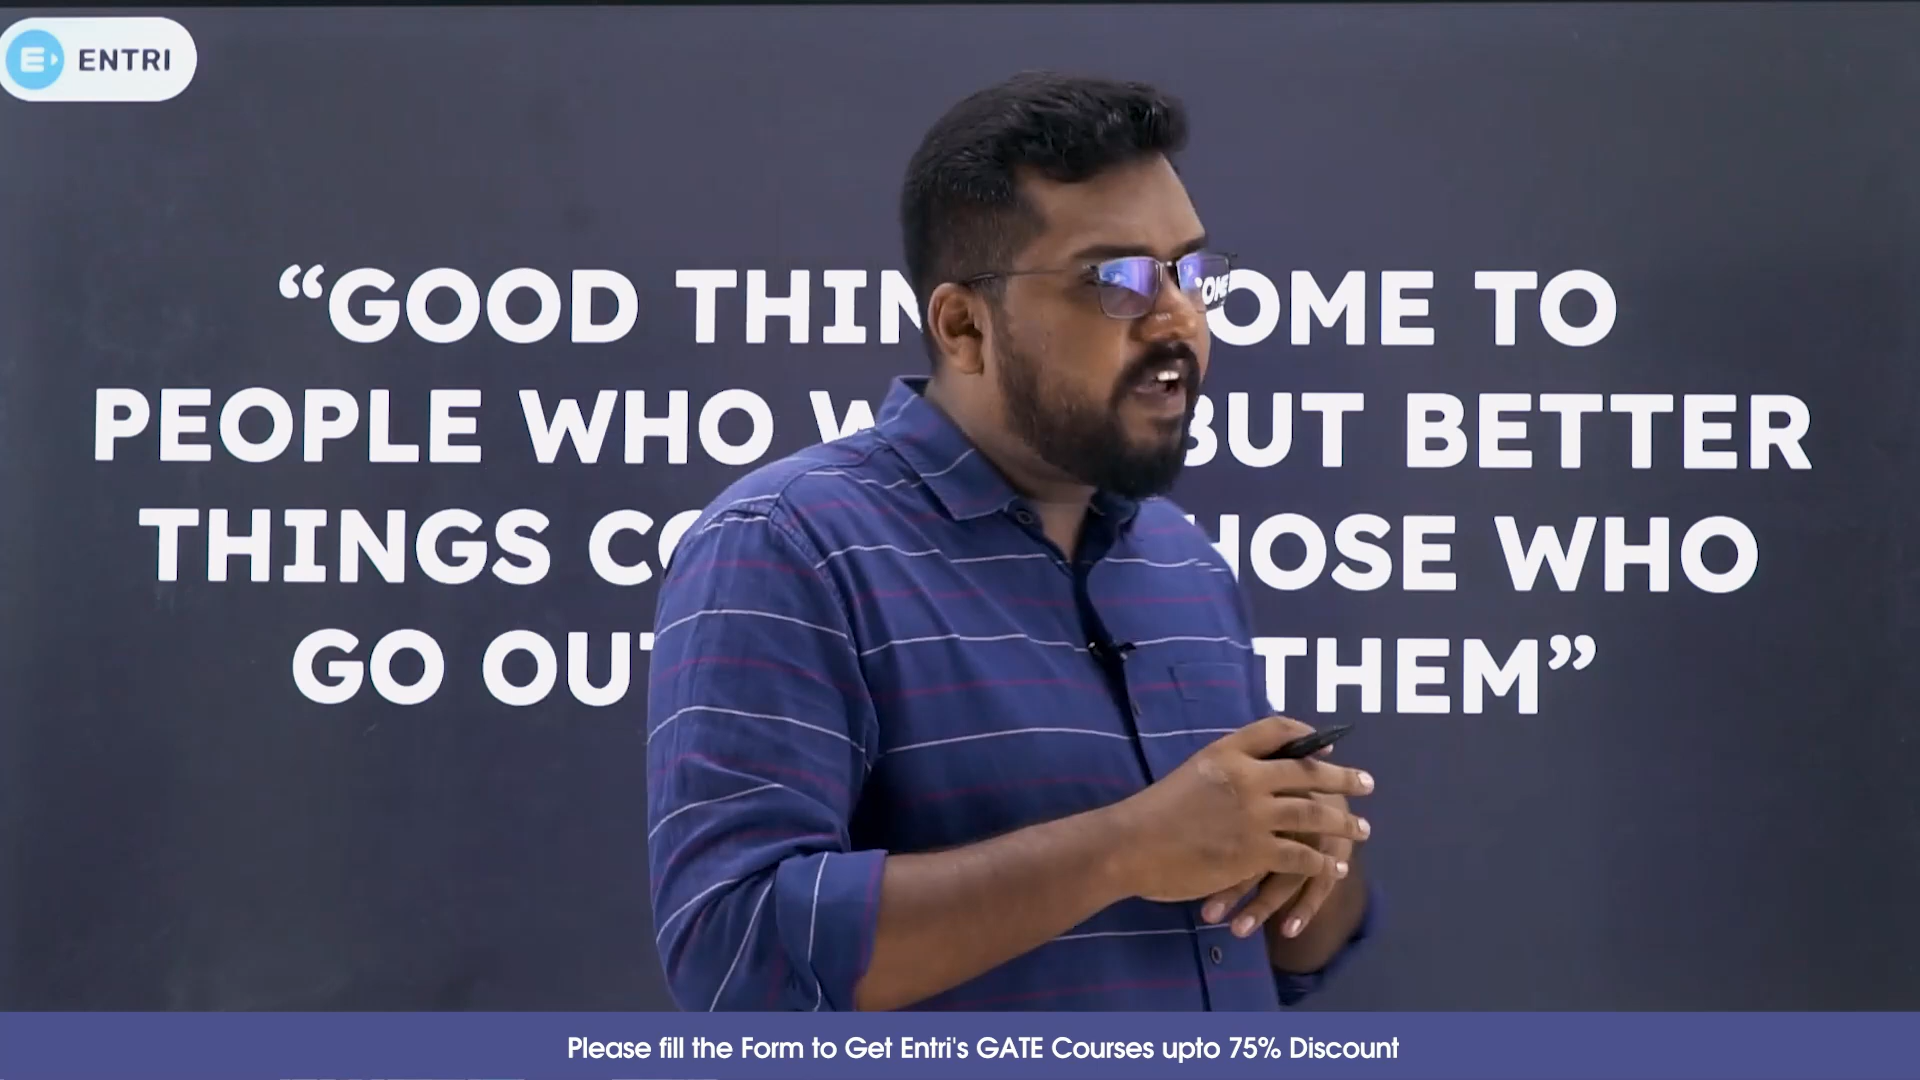 ENTRI
“GOOD THIN OME TO
PEOPLE WHO W BUT BETTER
THINGS CO HOSE WHO
GO OUT THEM”
Please fill the Form to Get Entri's GATE Courses upto 75% Discount